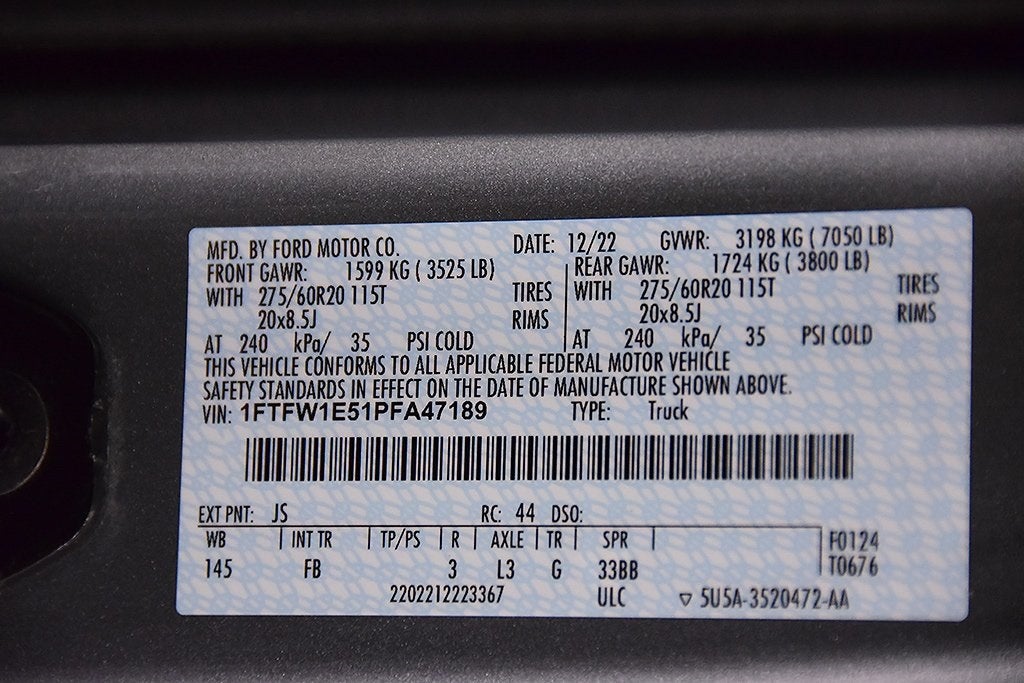 MFD. BY FORD MOTOR CO. DATE: 12/22 GVWR: 3198 KG ( 7050 LB)
FRONT GAWR: 1599 KG ( 3525 LB) REAR GAWR: 1724 KG ( 3800 LB)
WITH 275/60R20 115T TIRES WITH 275/60R20 115T TIRES
20x8.5J RIMS 20x8.5J RIMS
AT 240 kPa/ 35 PSI COLD AT 240 kPa/ 35 PSI COLD
THIS VEHICLE CONFORMS TO ALL APPLICABLE FEDERAL MOTOR VEHICLE
SAFETY STANDARDS IN EFFECT ON THE DATE OF MANUFACTURE SHOWN ABOVE.
VIN: 1FTFW1E51PFA47189 TYPE: Truck
EXT PNT: JS RC: 44 DSO:
WB INT TR TP/PS R AXLE TR SPR F0124
145 FB 3 L3 G 33BB T0676
2202212223367 ULC ▽ 5U5A-3520472-AA